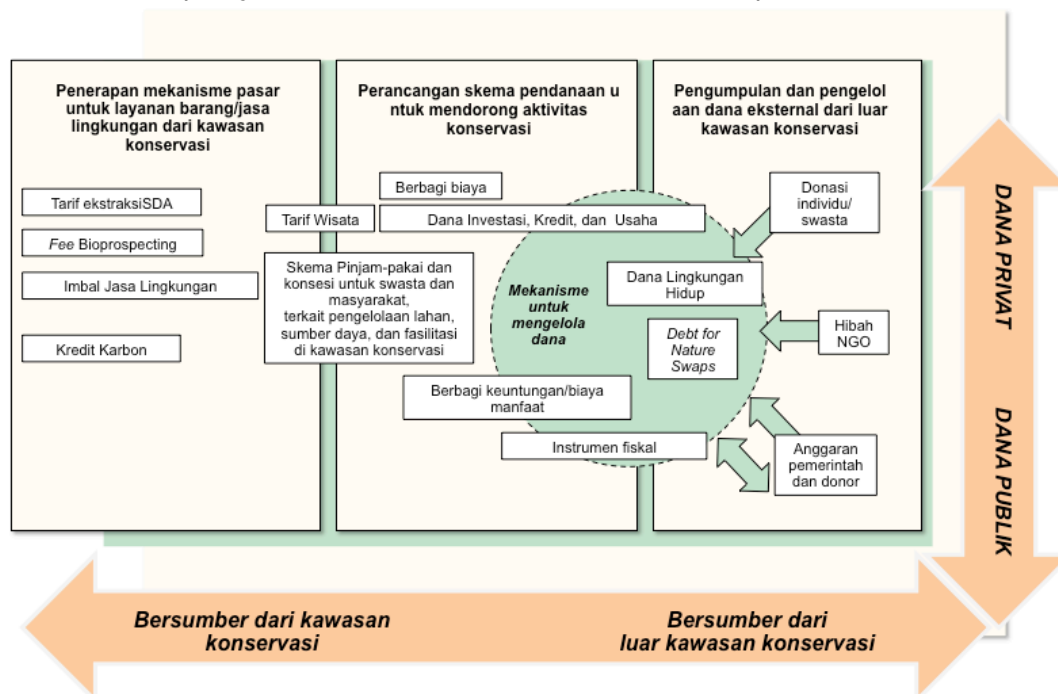 Penerapan mekanisme pasar
untuk layanan barang/jasa
lingkungan dari kawasan
konservasi
Tarif ekstraksiSDA
Fee Bioprospecting
Imbal Jasa Lingkungan
Kredit Karbon
Tarif Wisata
Skema Pinjam-pakai dan
konsesi untuk swasta dan
masyarakat,
terkait pengelolaan lahan,
sumber daya, dan fasilitasi
di kawasan konservasi
Perancangan skema pendanaan u
ntuk mendorong aktivitas
konservasi
Berbagi biaya
Dana Investasi, Kredit, dan Usaha
Mekanisme
untuk
mengelola
dana
Berbagi keuntungan/biaya
manfaat
Instrumen fiskal
Pengumpulan dan pengelol
aan dana eksternal dari luar
kawasan konservasi
Donasi
individu/
swasta
Dana Lingkungan
Hidup
Debt for
Nature
Swaps
Hibah
NGO
Anggaran
pemerintah
dan donor
DANA PRIVAT
DANA PUBLIK
Bersumber dari kawasan
konservasi
Bersumber dari
luar kawasan konservasi